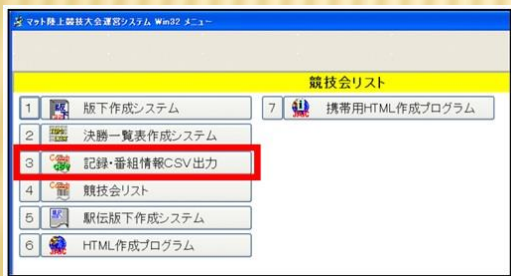 マット陸上競技大会運営システム Win32 メニュー
競技会リスト
1 版下作成システム
2 決勝一覧表作成システム
3 記録・番組情報CSV出力
4 競技会リスト
5 駅伝版下作成システム
6 HTML作成プログラム
7 携帯用HTML作成プログラム